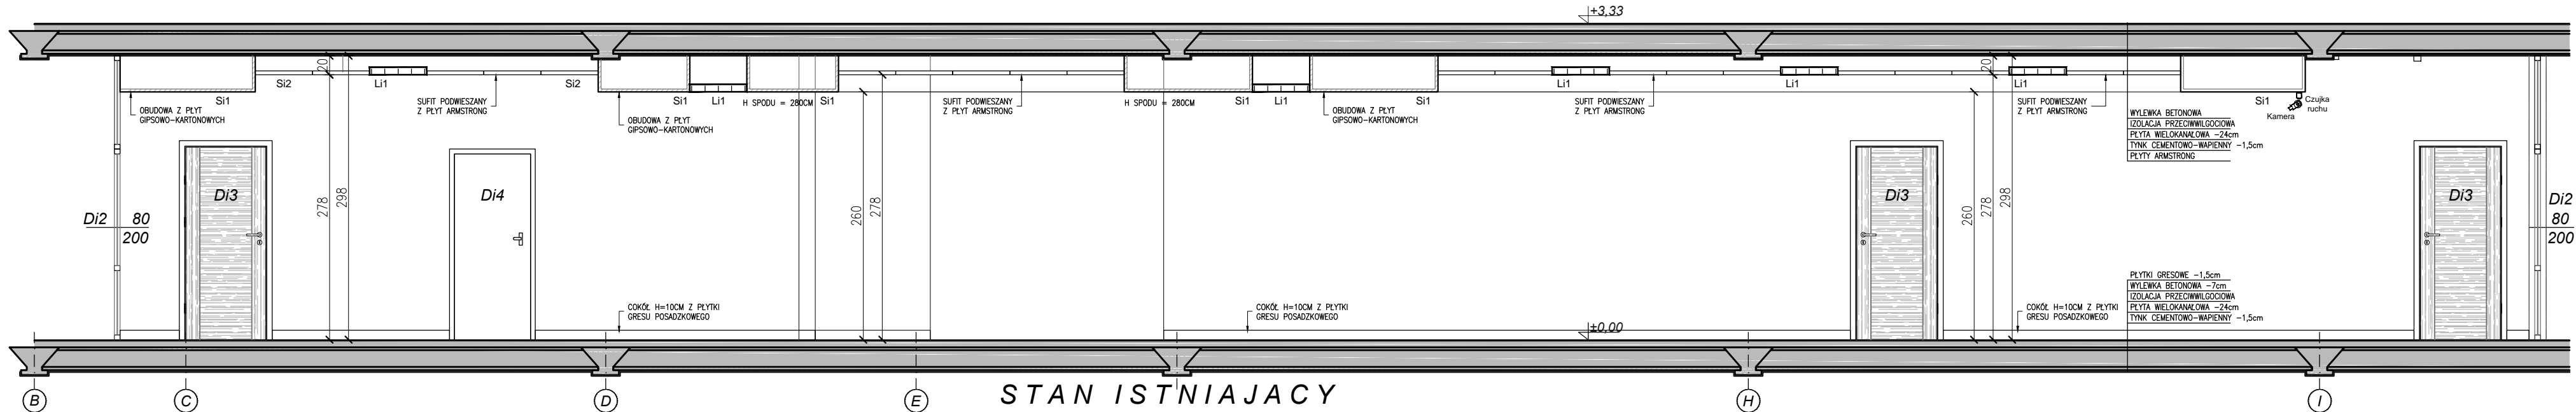 +3,33
20
20
Si1
Si2
Li1
Si2
Si1
Li1
Si1
Si1
Li1
Si1
Li1
Li1
Li1
Si1
Czujka
ruchu
Kamera
OBUDOWA Z PŁYT
GIPSOWO-KARTONOWYCH
SUFIT PODWIESZANY
Z PŁYT ARMSTRONG
OBUDOWA Z PŁYT
GIPSOWO-KARTONOWYCH
H SPODU = 280CM
SUFIT PODWIESZANY
Z PŁYT ARMSTRONG
H SPODU = 280CM
OBUDOWA Z PŁYT
GIPSOWO-KARTONOWYCH
SUFIT PODWIESZANY
Z PŁYT ARMSTRONG
SUFIT PODWIESZANY
Z PŁYT ARMSTRONG
WYLEWKA BETONOWA
IZOLACJA PRZECIWWILGOCIOWA
PŁYTA WIELOKANAŁOWA -24cm
TYNK CEMENTOWO-WAPIENNY -1,5cm
PŁYTY ARMSTRONG
Di2 80
200
Di3
278
298
Di4
260
278
Di3
260
278
298
Di3
Di2
80
200
COKÓŁ H=10CM Z PŁYTKI
GRESU POSADZKOWEGO
COKÓŁ H=10CM Z PŁYTKI
GRESU POSADZKOWEGO
±0,00
COKÓŁ H=10CM Z PŁYTKI
GRESU POSADZKOWEGO
PŁYTKI GRESOWE -1,5cm
WYLEWKA BETONOWA -7cm
IZOLACJA PRZECIWWILGOCIOWA
PŁYTA WIELOKANAŁOWA -24cm
TYNK CEMENTOWO-WAPIENNY -1,5cm
B
C
D
E
STAN ISTNIAJACY
H
I